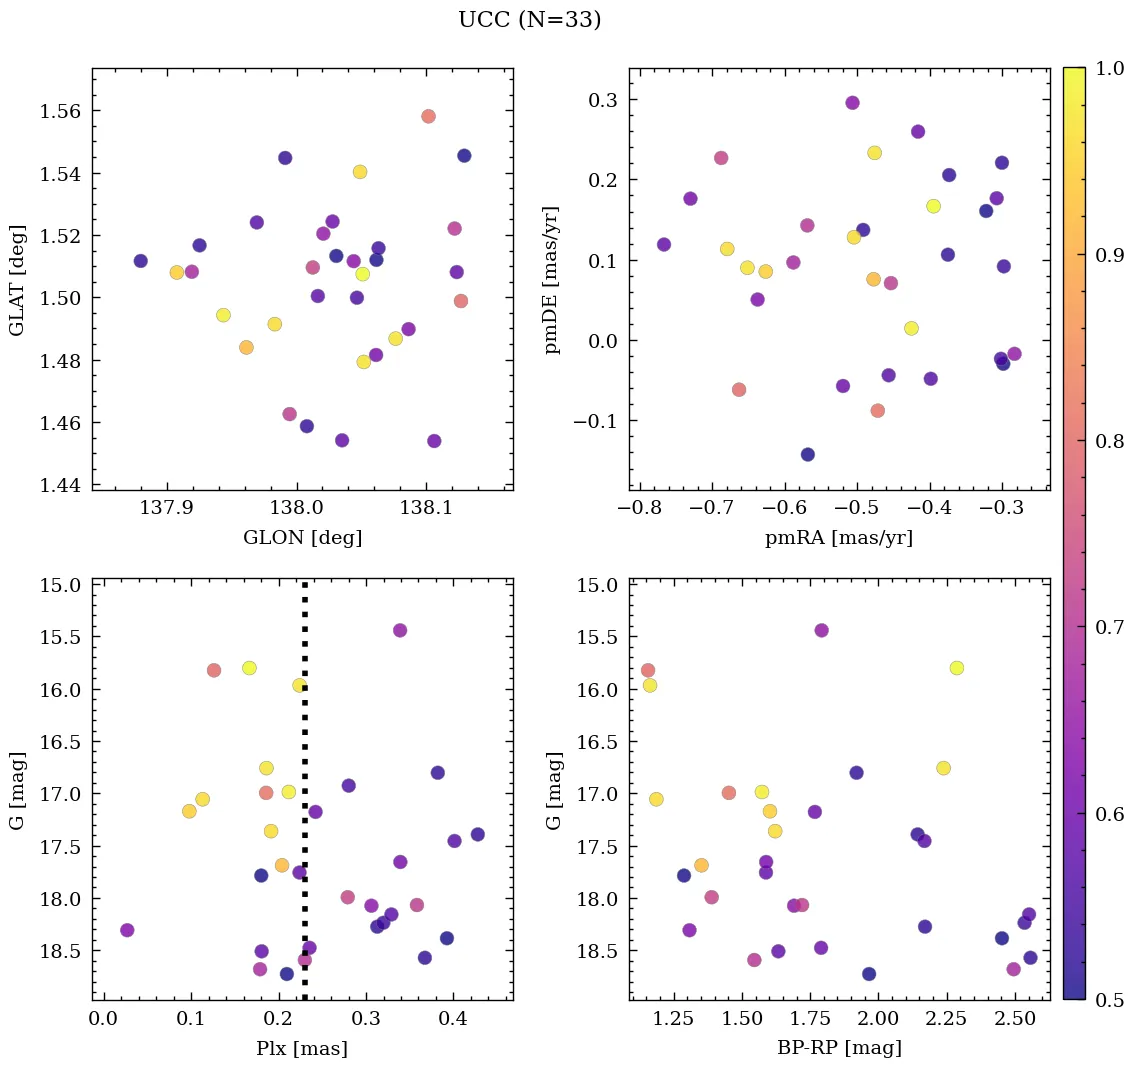 UCC (N=33)
1.56
1.54
1.52
1.50
1.48
1.46
1.44
GLAT [deg]
137.9 138.0 138.1
GLON [deg]
0.3
0.2
0.1
0.0
−0.1
pmDE [mas/yr]
−0.8 −0.7 −0.6 −0.5 −0.4 −0.3
pmRA [mas/yr]
1.0
0.9
0.8
0.7
0.6
0.5
15.0
15.5
16.0
16.5
17.0
17.5
18.0
18.5
G [mag]
0.0 0.1 0.2 0.3 0.4
Plx [mas]
15.0
15.5
16.0
16.5
17.0
17.5
18.0
18.5
G [mag]
1.25 1.50 1.75 2.00 2.25 2.50
BP-RP [mag]